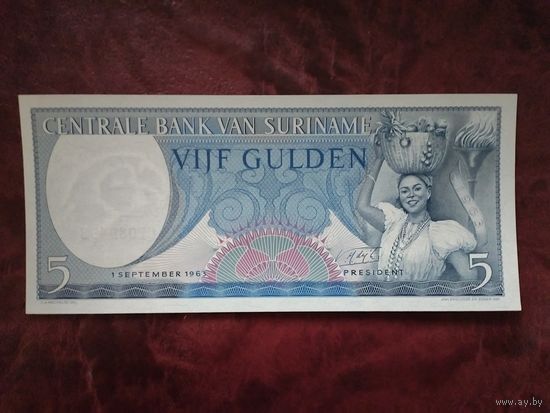 CENTRALE BANK VAN SURINAME
VIJF GULDEN
1 SEPTEMBER 1963
PRESIDENT
5
5
www.ay.by